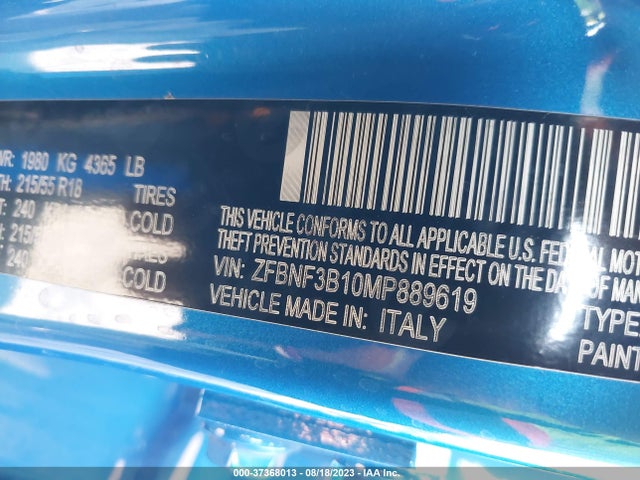 WR: 1980 KG 4365 LB
TH: 215/55 R18 TIRES
T: 240 COLD
240 COLD
THIS VEHICLE CONFORMS TO ALL APPLICABLE U.S. FEDERAL MOT
THEFT PREVENTION STANDARDS IN EFFECT ON THE DATE OF MAN
VIN: ZFBNF3B10MP889619 TYPE
VEHICLE MADE IN: ITALY PAINT
000-37368013 - 08/18/2023 - IAA Inc.